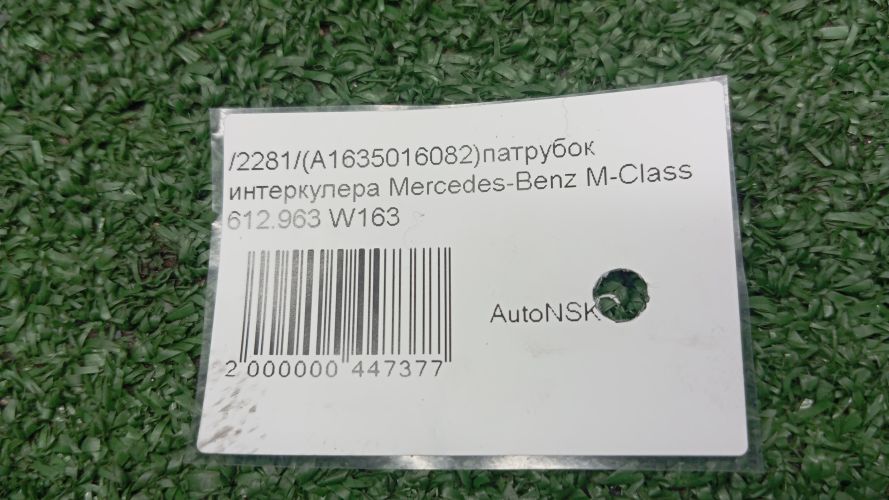 /2281/(A1635016082)патрубок
интеркулера Mercedes-Benz M-Class
612.963 W163
AutoNSK
2 000000 447377